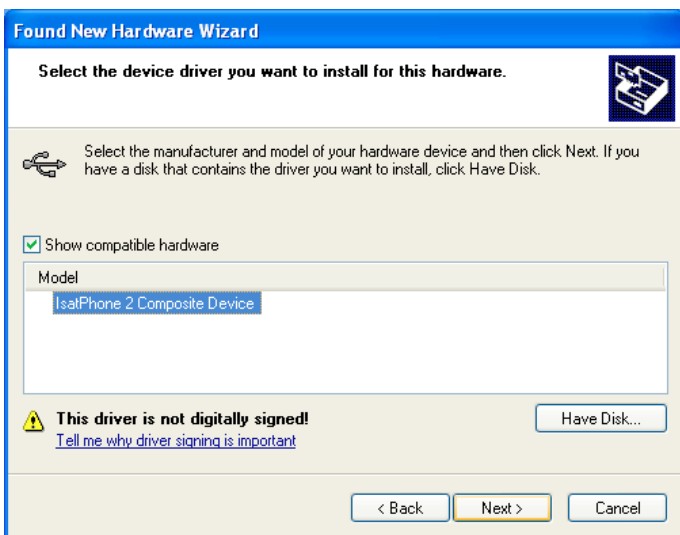 Found New Hardware Wizard
Select the device driver you want to install for this hardware.
Select the manufacturer and model of your hardware device and then click Next. If you
have a disk that contains the driver you want to install, click Have Disk.
Show compatible hardware
Model
IsatPhone 2 Composite Device
This driver is not digitally signed!
Have Disk...
Tell me why driver signing is important
< Back
Next >
Cancel